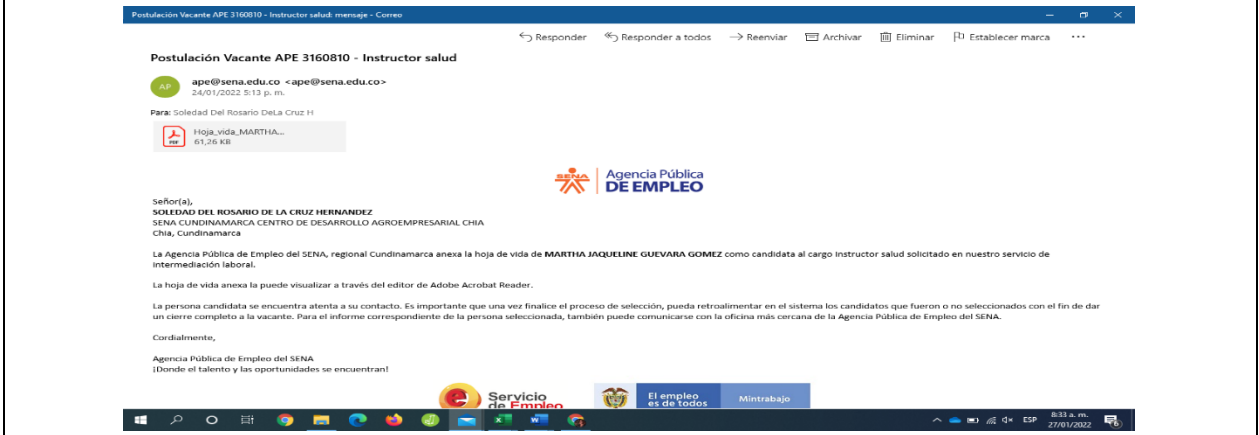 Postulación Vacante APE 3160810 - Instructor salud: mensaje - Correo
Responder Responder a todos Reenviar Archivar Eliminar Establecer marca
Postulación Vacante APE 3160810 - Instructor salud
AP
ape@sena.edu.co <ape@sena.edu.co>
24/01/2022 5:13 p. m.
Para: Soledad Del Rosario DeLa Cruz H
Hoja_vida_MARTHA...
61,26 KB
PDF
SENA
Agencia Pública
DE EMPLEO
Señor(a),
SOLEDAD DEL ROSARIO DE LA CRUZ HERNANDEZ
SENA CUNDINAMARCA CENTRO DE DESARROLLO AGROEMPRESARIAL CHIA
Chia, Cundinamarca
La Agencia Pública de Empleo del SENA, regional Cundinamarca anexa la hoja de vida de MARTHA JAQUELINE GUEVARA GOMEZ como candidata al cargo Instructor salud solicitado en nuestro servicio de
intermediación laboral.
La hoja de vida anexa la puede visualizar a través del editor de Adobe Acrobat Reader.
La persona candidata se encuentra atenta a su contacto. Es importante que una vez finalice el proceso de selección, pueda retroalimentar en el sistema los candidatos que fueron o no seleccionados con el fin de dar
un cierre completo a la vacante. Para el informe correspondiente de la persona seleccionada, también puede comunicarse con la oficina más cercana de la Agencia Pública de Empleo del SENA.
Cordialmente,
Agencia Pública de Empleo del SENA
¡Donde el talento y las oportunidades se encuentran!
Servicio
de Empleo
El empleo
es de todos
Mintrabajo
ESP
8:33 a. m.
27/01/2022